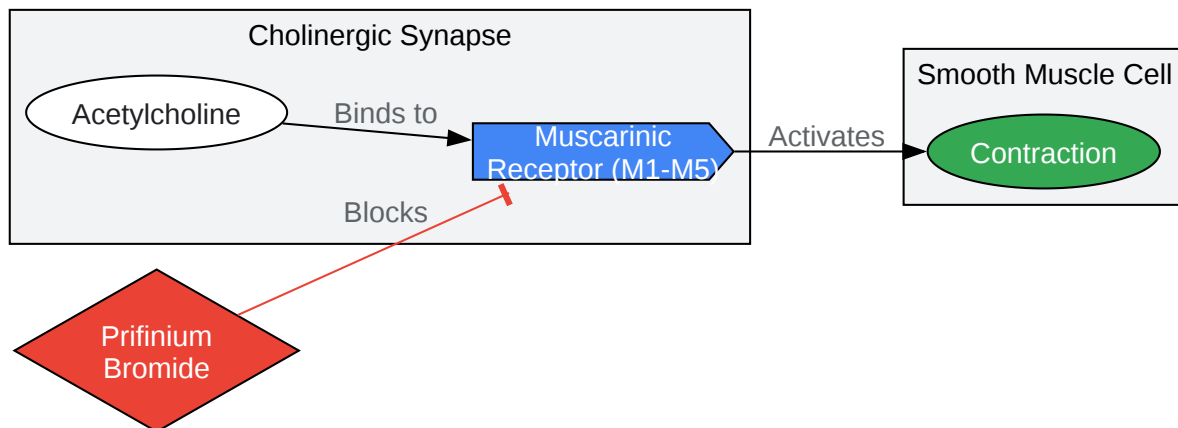 Cholinergic Synapse
Acetylcholine
Binds to
Muscarinic
Receptor (M1-M5)
Activates
Smooth Muscle Cell
Contraction
Blocks
Prifinium
Bromide